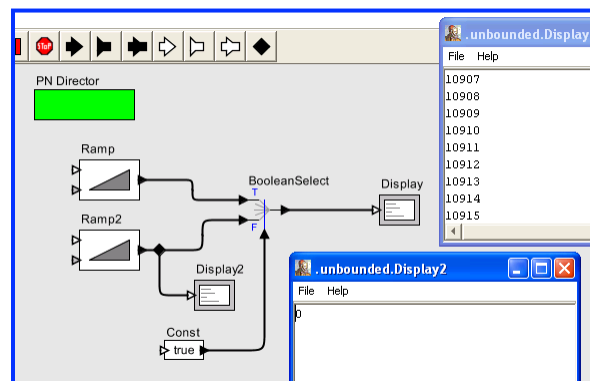 STOP
.unbounded.Display
File Help
10907
10908
10909
10910
10911
10912
10913
10914
10915
PN Director
Ramp
BooleanSelect
T
F
Display
Ramp2
Display2
Const
true
.unbounded.Display2
File Help
0